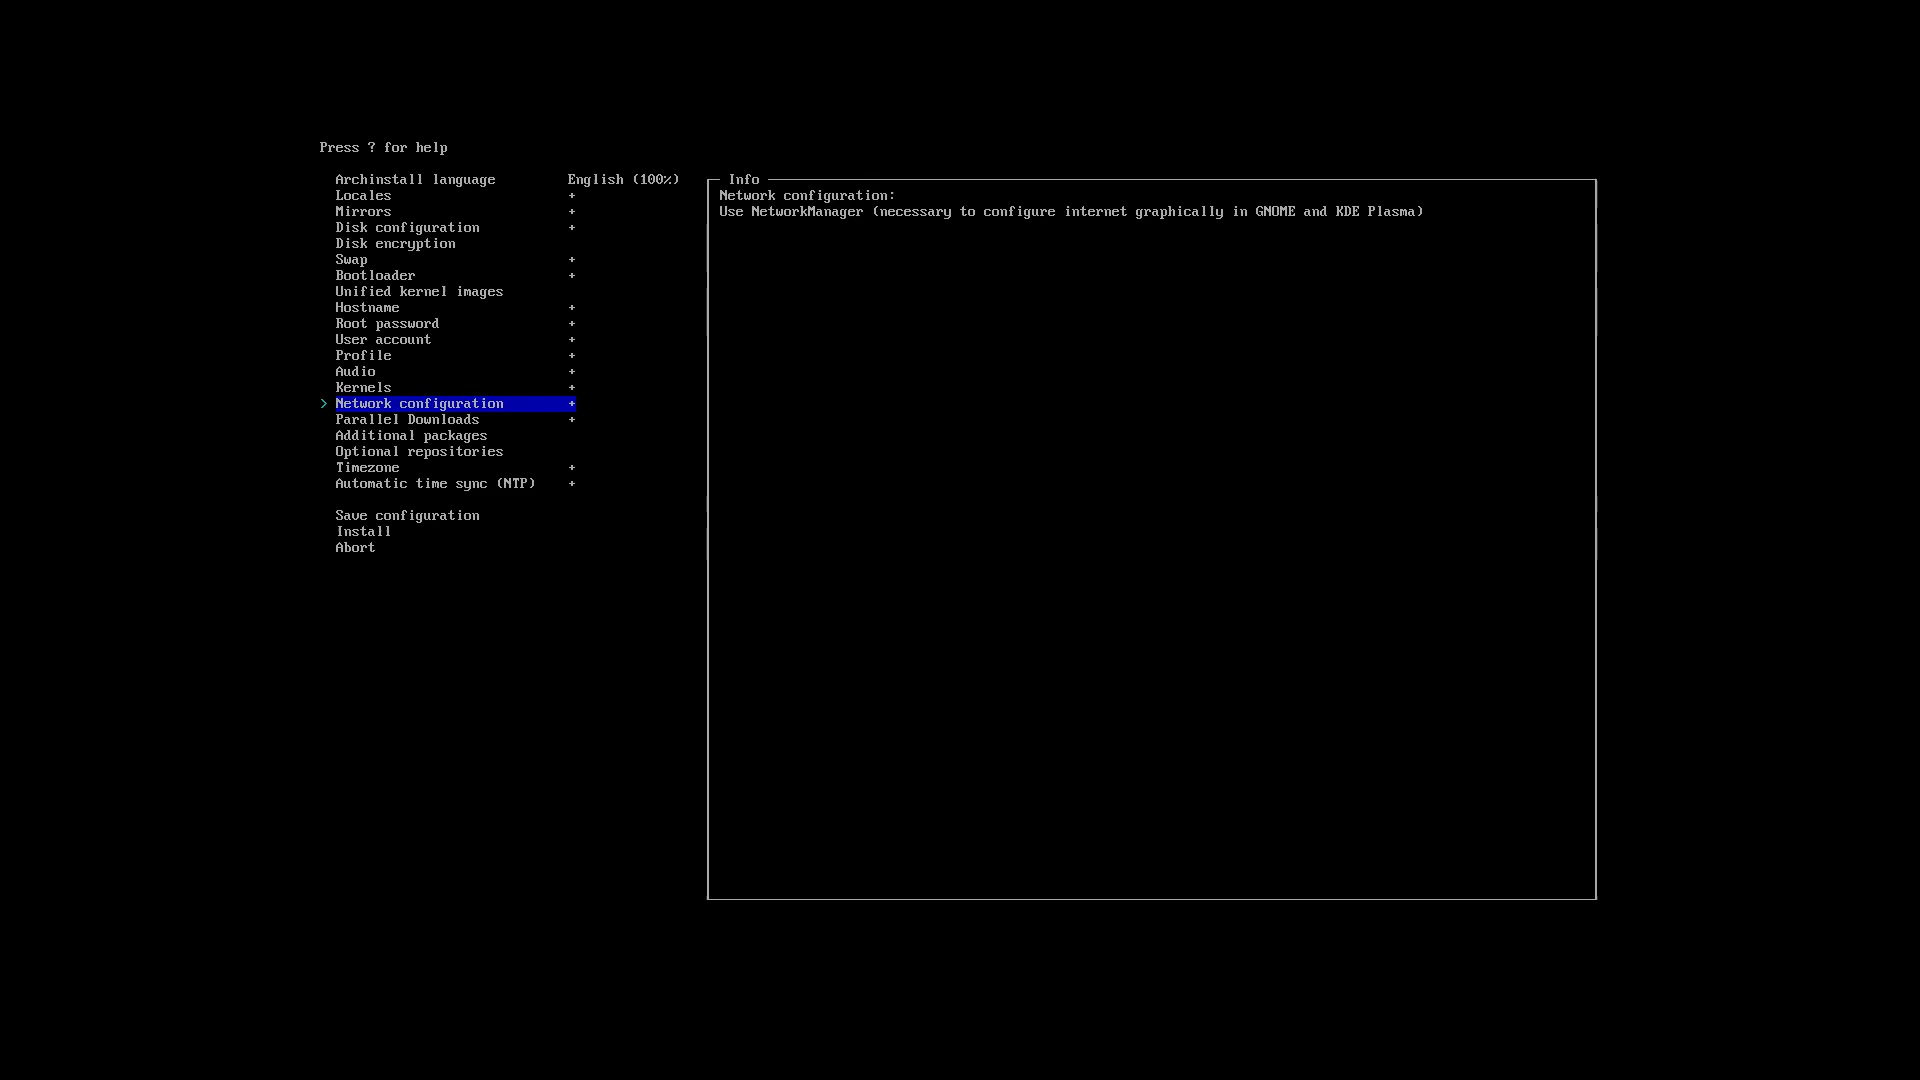 Press ? for help
Archinstall language English (100%)
Locales +
Mirrors +
Disk configuration +
Disk encryption
Swap +
Bootloader +
Unified kernel images
Hostname +
Root password +
User account +
Profile +
Audio +
Kernels +
> Network configuration +
Parallel Downloads +
Additional packages
Optional repositories
Timezone +
Automatic time sync (NTP) +
Save configuration
Install
Abort
Info
Network configuration:
Use NetworkManager (necessary to configure internet graphically in GNOME and KDE Plasma)